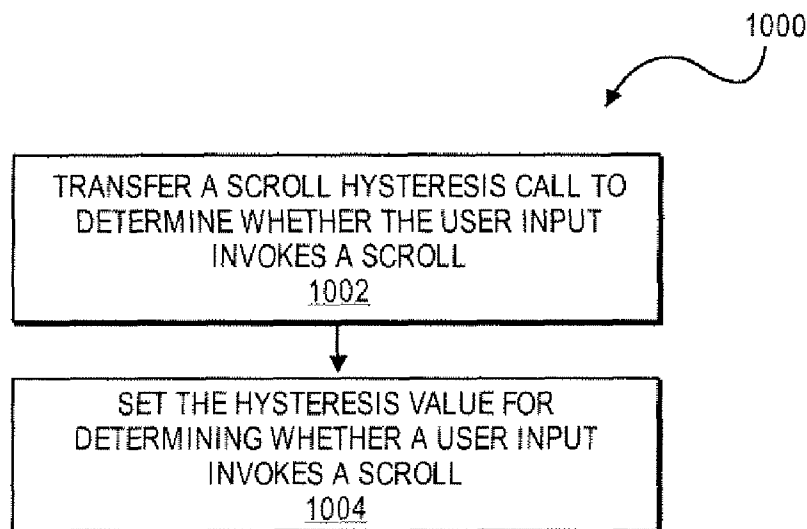 1000
TRANSFER A SCROLL HYSTERESIS CALL TO
DETERMINE WHETHER THE USER INPUT
INVOKES A SCROLL
1002
SET THE HYSTERESIS VALUE FOR
DETERMINING WHETHER A USER INPUT
INVOKES A SCROLL
1004